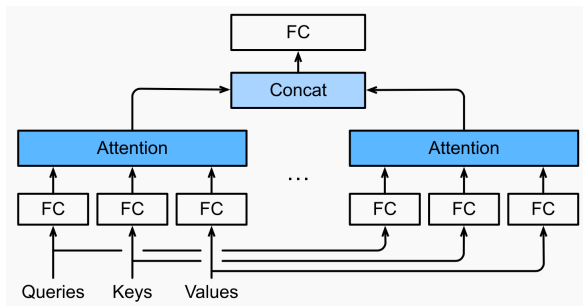 FC
Concat
Attention
Attention
...
FC
FC
FC
FC
FC
FC
Queries
Keys
Values